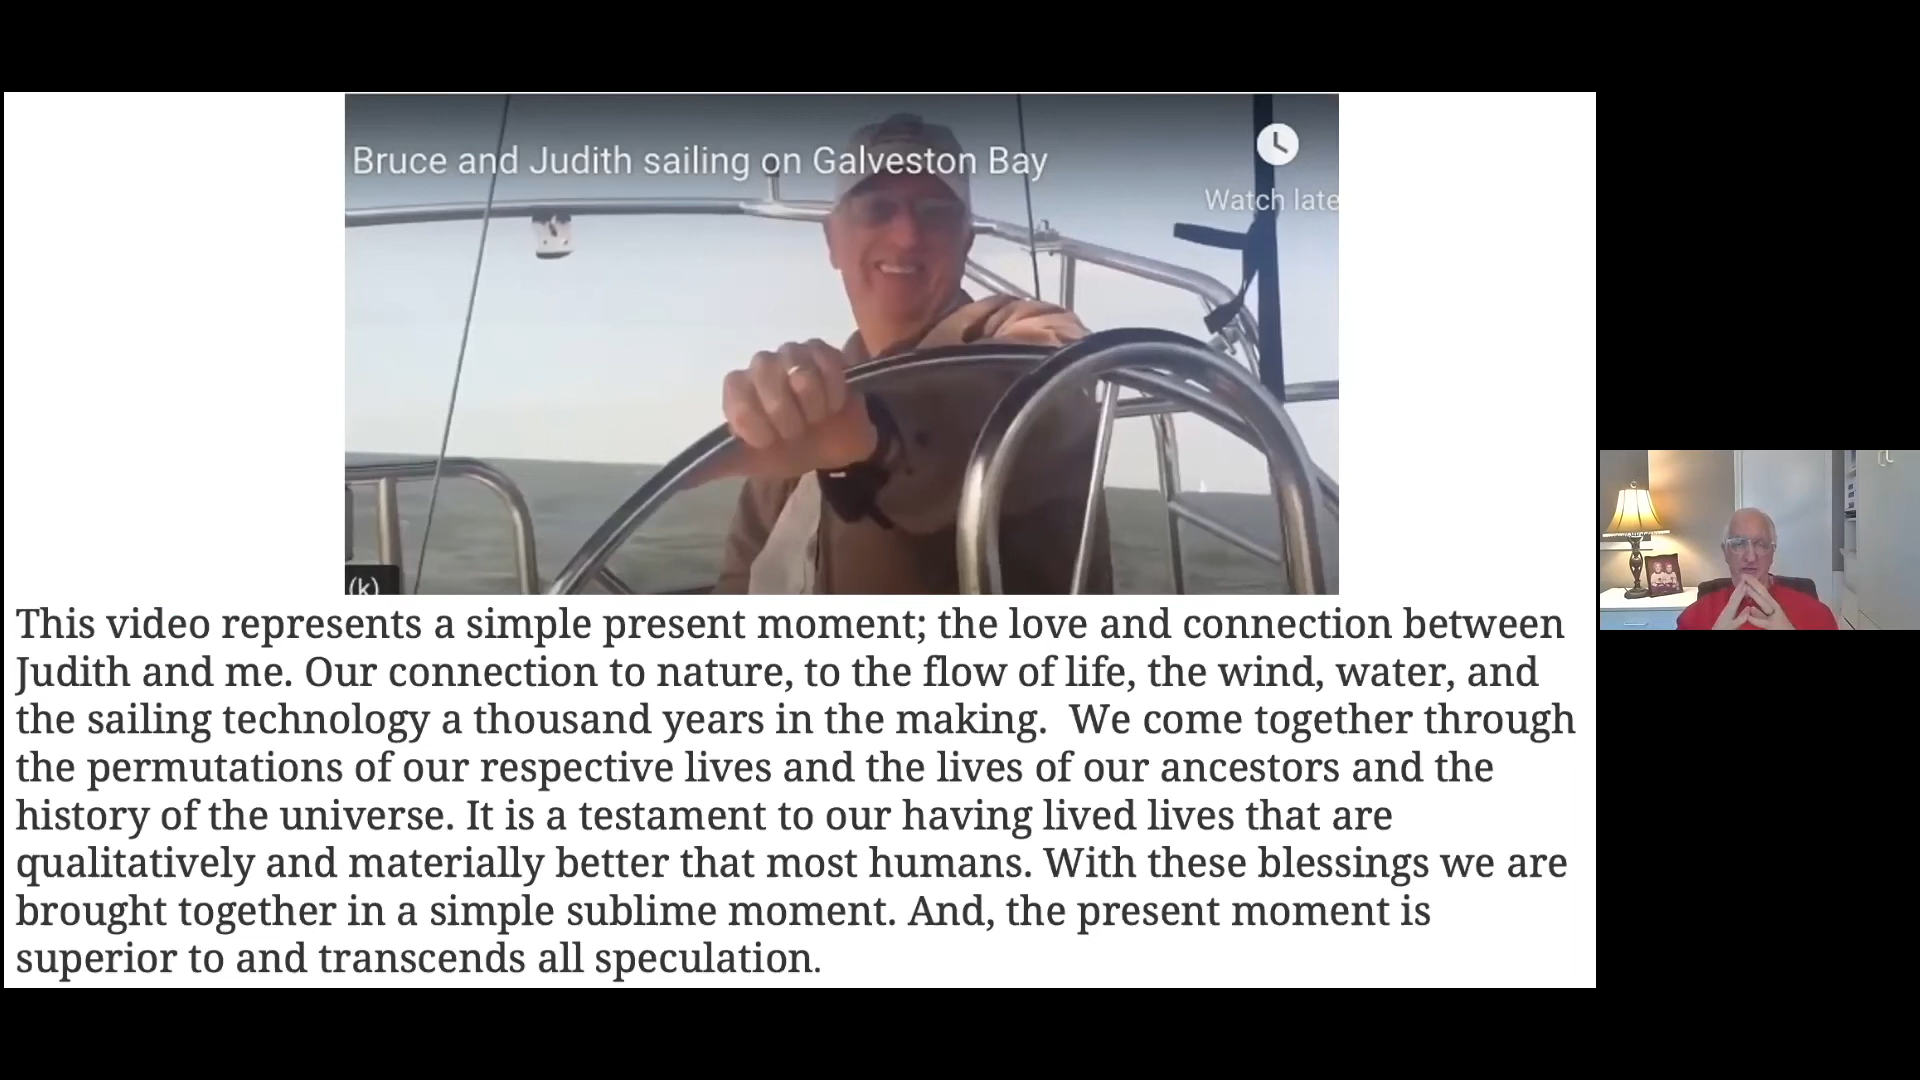 Bruce and Judith sailing on Galveston Bay
Watch late
(k)
This video represents a simple present moment; the love and connection between
Judith and me. Our connection to nature, to the flow of life, the wind, water, and
the sailing technology a thousand years in the making.  We come together through
the permutations of our respective lives and the lives of our ancestors and the
history of the universe. It is a testament to our having lived lives that are
qualitatively and materially better that most humans. With these blessings we are
brought together in a simple sublime moment. And, the present moment is
superior to and transcends all speculation.